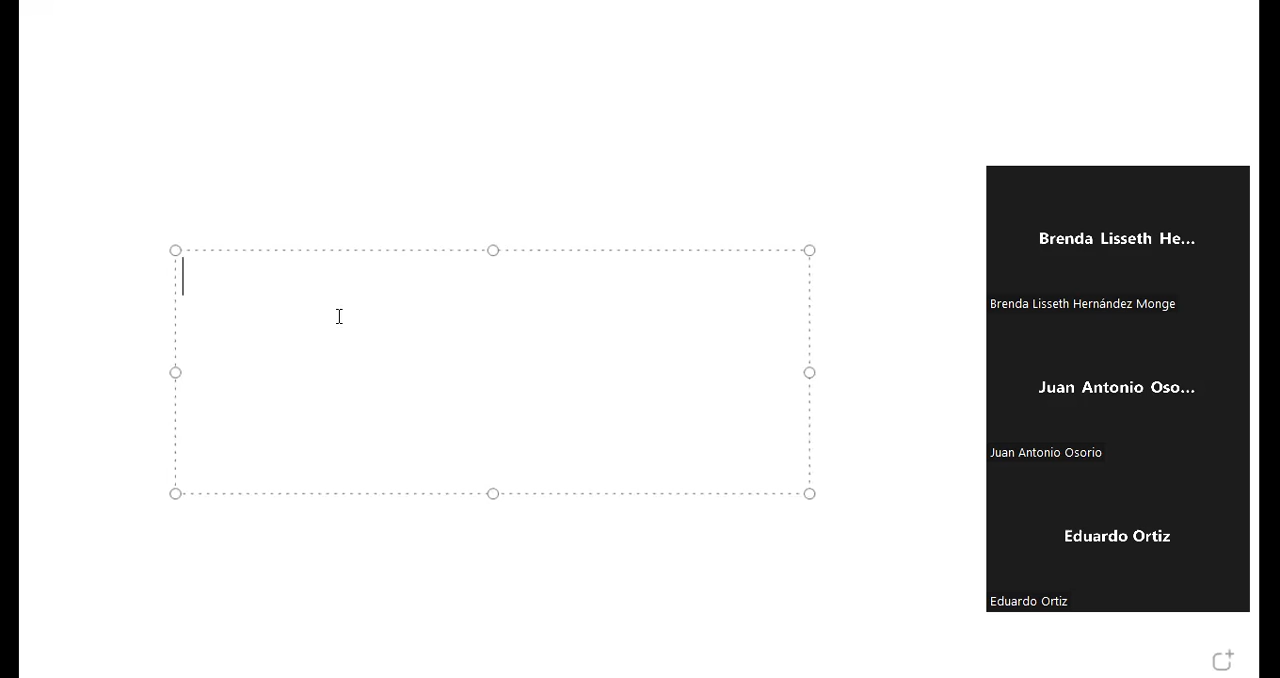 Brenda Lisseth He...
Brenda Lisseth Hernández Monge
Juan Antonio Oso...
Juan Antonio Osorio
Eduardo Ortiz
Eduardo Ortiz